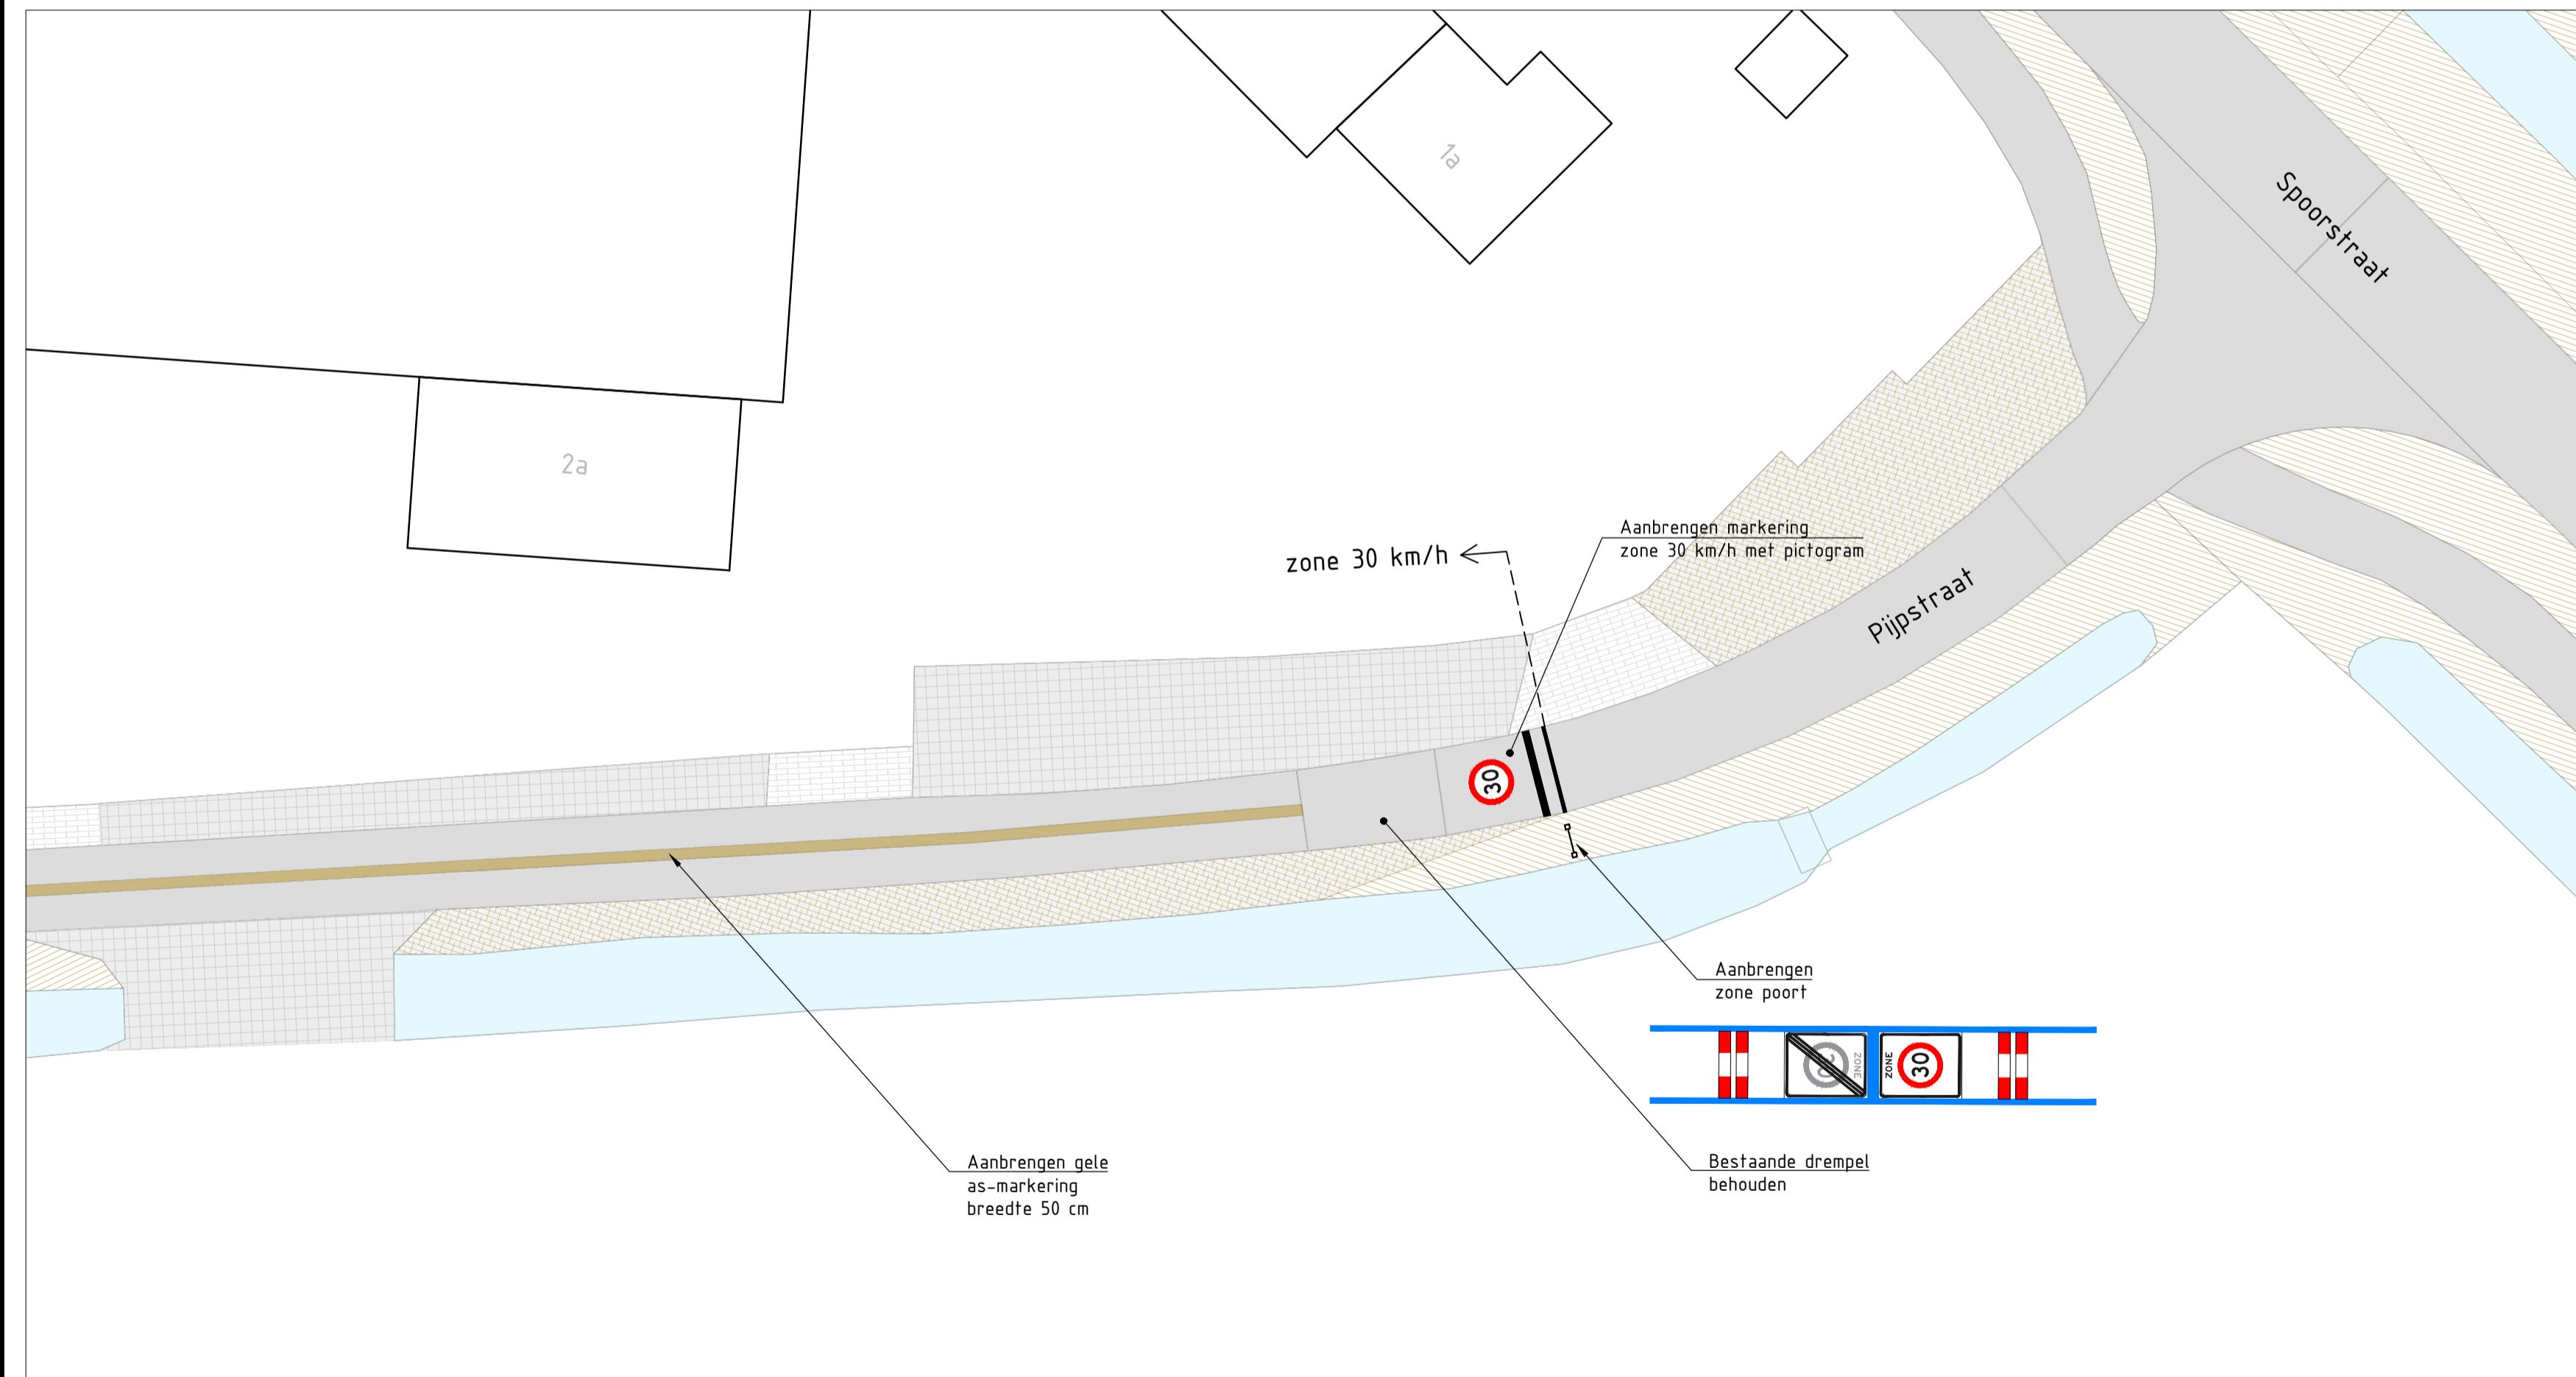 1a
Spoorstraat
2a
Aanbrengen markering
zone 30 km/h met pictogram
zone 30 km/h
Pijpstraat
30
Aanbrengen
zone poort
ZONE
30
ZONE
30
Aanbrengen gele
as-markering
breedte 50 cm
Bestaande drempel
behouden